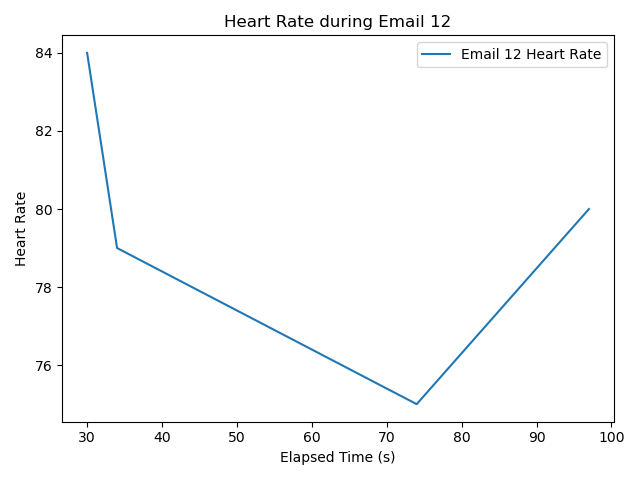 Heart Rate during Email 12
Email 12 Heart Rate
84
82
80
78
76
Heart Rate
30 40 50 60 70 80 90 100
Elapsed Time (s)